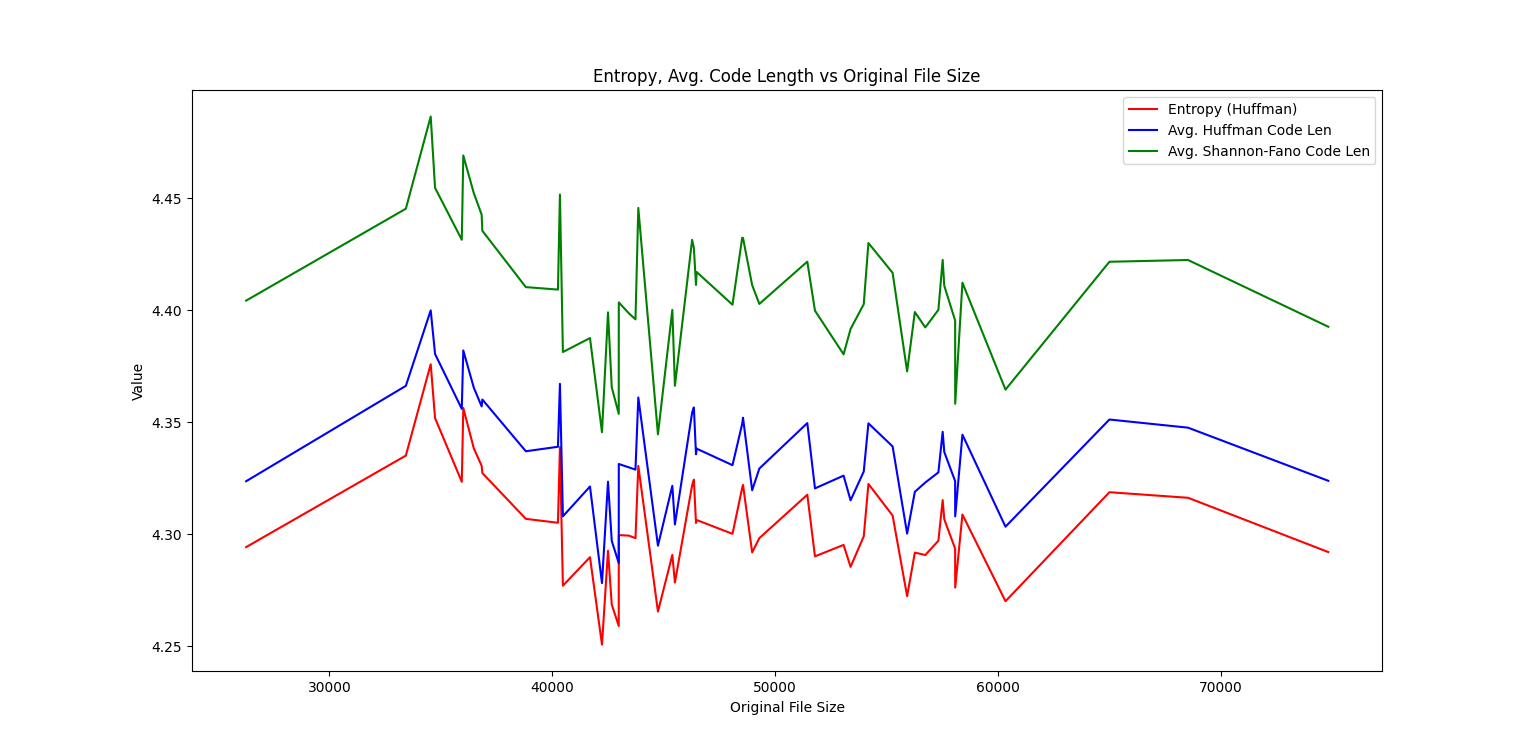 Entropy, Avg. Code Length vs Original File Size
Entropy (Huffman)
Avg. Huffman Code Len
Avg. Shannon-Fano Code Len
Value
4.45
4.40
4.35
4.30
4.25
30000
40000
50000
60000
70000
Original File Size